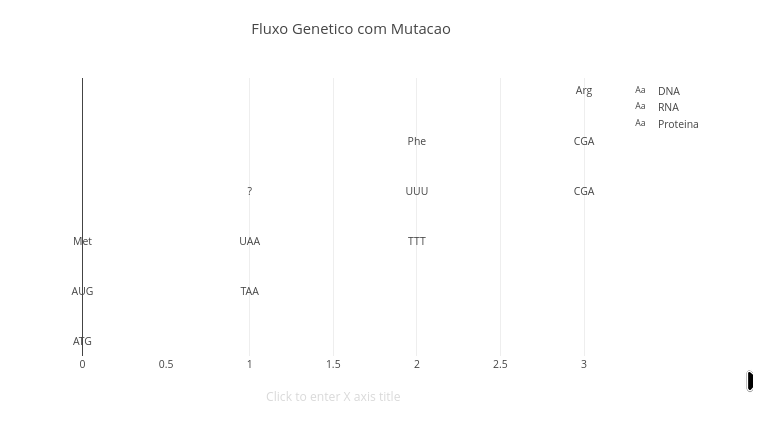 Fluxo Genetico com Mutacao
Arg
Aa DNA
Aa RNA
Aa Proteina
Phe CGA
? UUU CGA
Met UAA TTT
AUG TAA
ATG
0 0.5 1 1.5 2 2.5 3
Click to enter X axis title